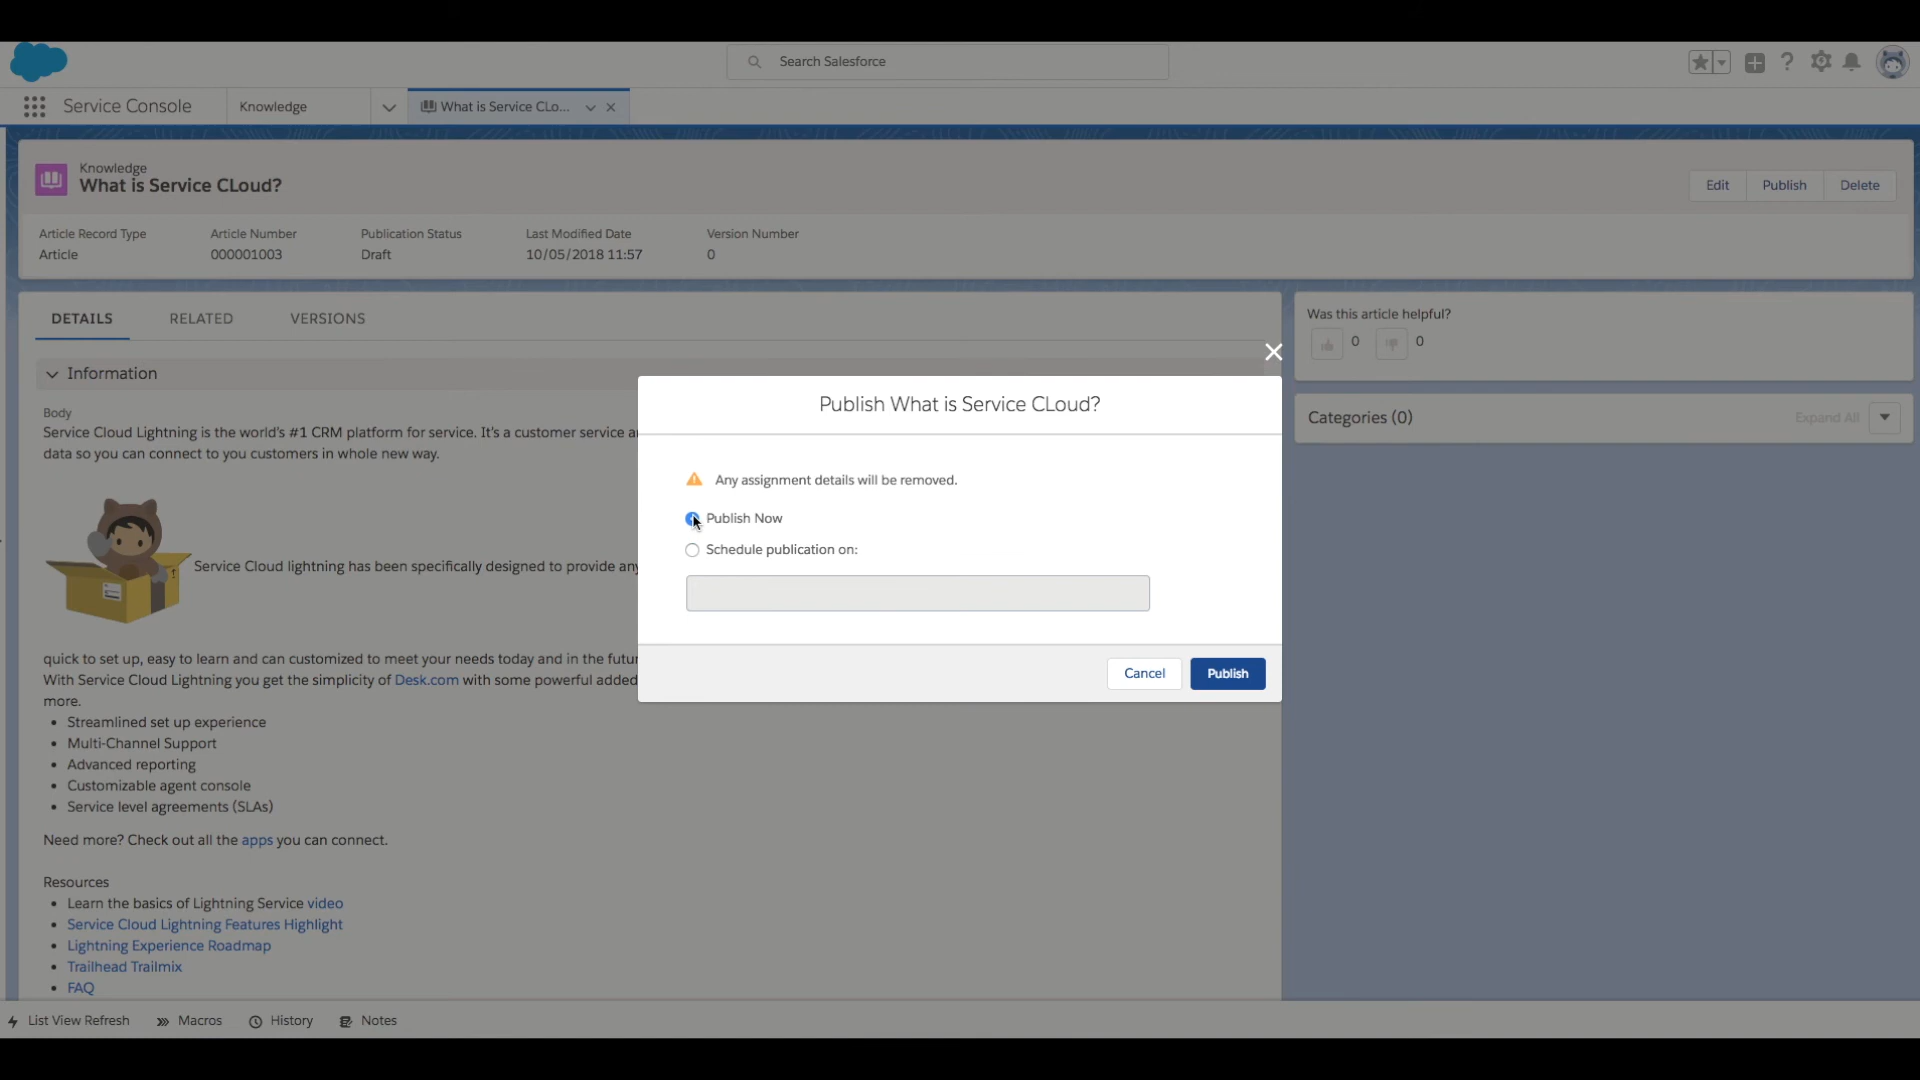 Search Salesforce
Service Console
Knowledge
What is Service CLo...
Knowledge
What is Service CLoud?
Edit
Publish
Delete
Article Record Type
Article
Article Number
000001003
Publication Status
Draft
Last Modified Date
10/05/2018 11:57
Version Number
0
DETAILS
RELATED
VERSIONS
Information
Body
Service Cloud Lightning is the world's #1 CRM platform for service. It's a customer service
data so you can connect to you customers in whole new way.
Service Cloud lightning has been specifically designed to provide any
quick to set up, easy to learn and can customized to meet your needs today and in the
With Service Cloud Lightning you get the simplicity of Desk.com with some powerful added
more.
• Streamlined set up experience
• Multi-Channel Support
• Advanced reporting
• Customizable agent console
• Service level agreements (SLAs)
Need more? Check out all the apps you can connect.
Resources
• Learn the basics of Lightning Service video
• Service Cloud Lightning Features Highlight
• Lightning Experience Roadmap
• Trailhead Trailmix
• FAQ
Publish What is Service CLoud?
Any assignment details will be removed.
Publish Now
Schedule publication on:
Cancel
Publish
Was this article helpful?
0
0
Categories (0)
Expand All
List View Refresh
Macros
History
Notes